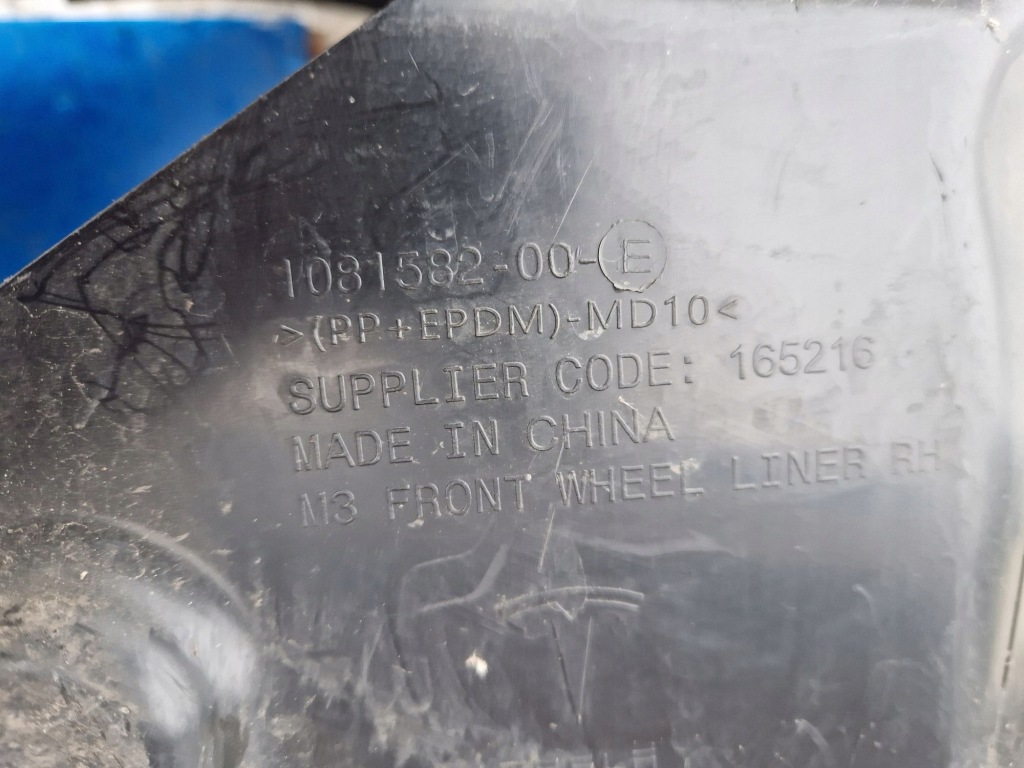 1081582-00-E
>(PP+EPDM)-MD10<
SUPPLIER CODE: 165216
MADE IN CHINA
M3 FRONT WHEEL LINER RH